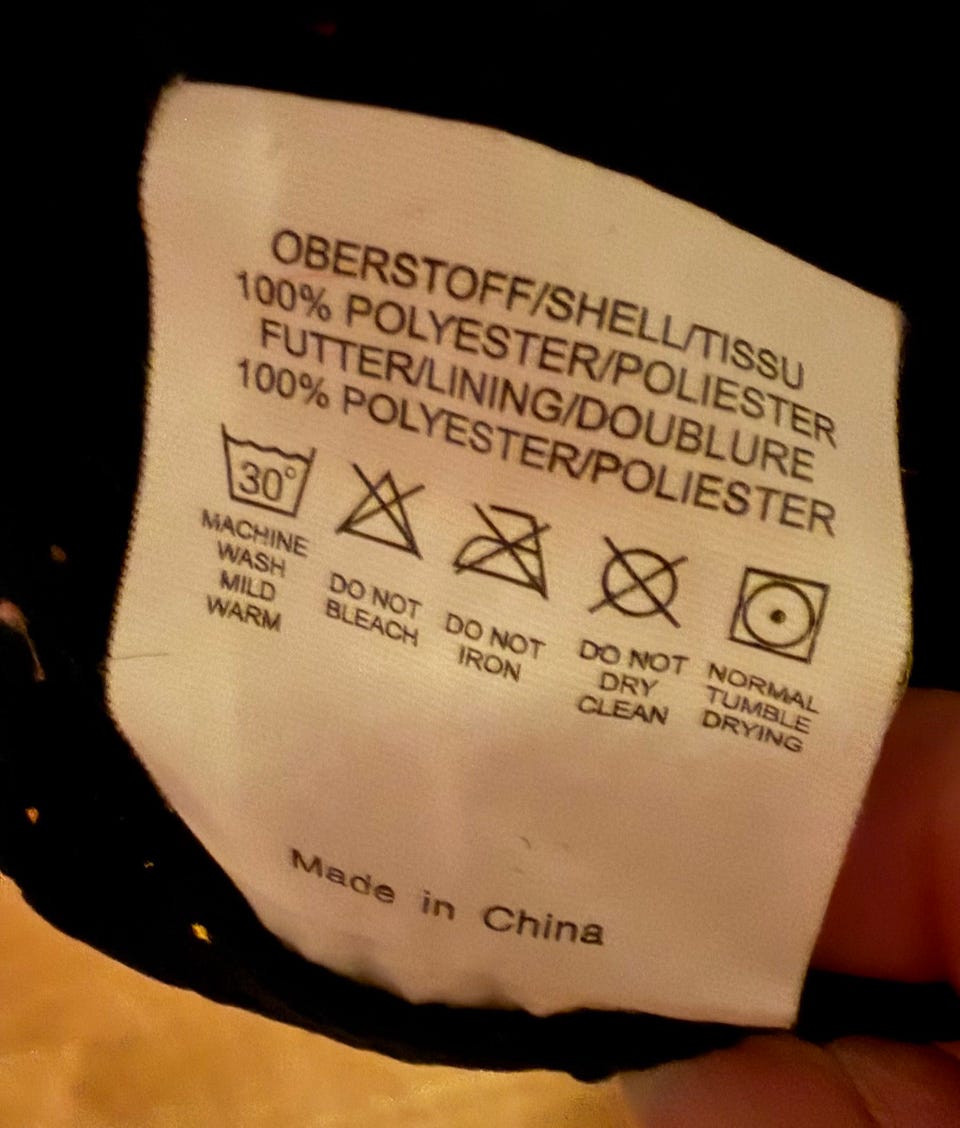 OBERSTOFF/SHELL/TISSU
100% POLYESTER/POLIESTER
FUTTER/LINING/DOUBLURE
100% POLYESTER/POLIESTER
30°
MACHINE
WASH
MILD
WARM
DO NOT
BLEACH
DO NOT
IRON
DO NOT
DRY
CLEAN
NORMAL
TUMBLE
DRYING
Made in China